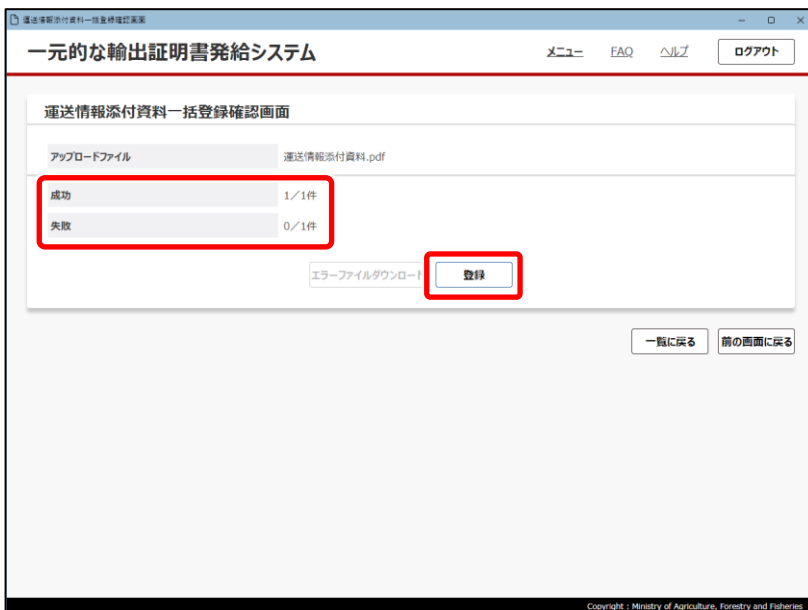 運送情報添付資料一括登録確認画面
一元的な輸出証明書発給システム
メニュー FAQ ヘルプ ログアウト
運送情報添付資料一括登録確認画面
アップロードファイル 運送情報添付資料.pdf
成功 1/1件
失敗 0/1件
エラーファイルダウンロード 登録
一覧に戻る 前の画面に戻る
Copyright : Ministry of Agriculture, Forestry and Fisheries